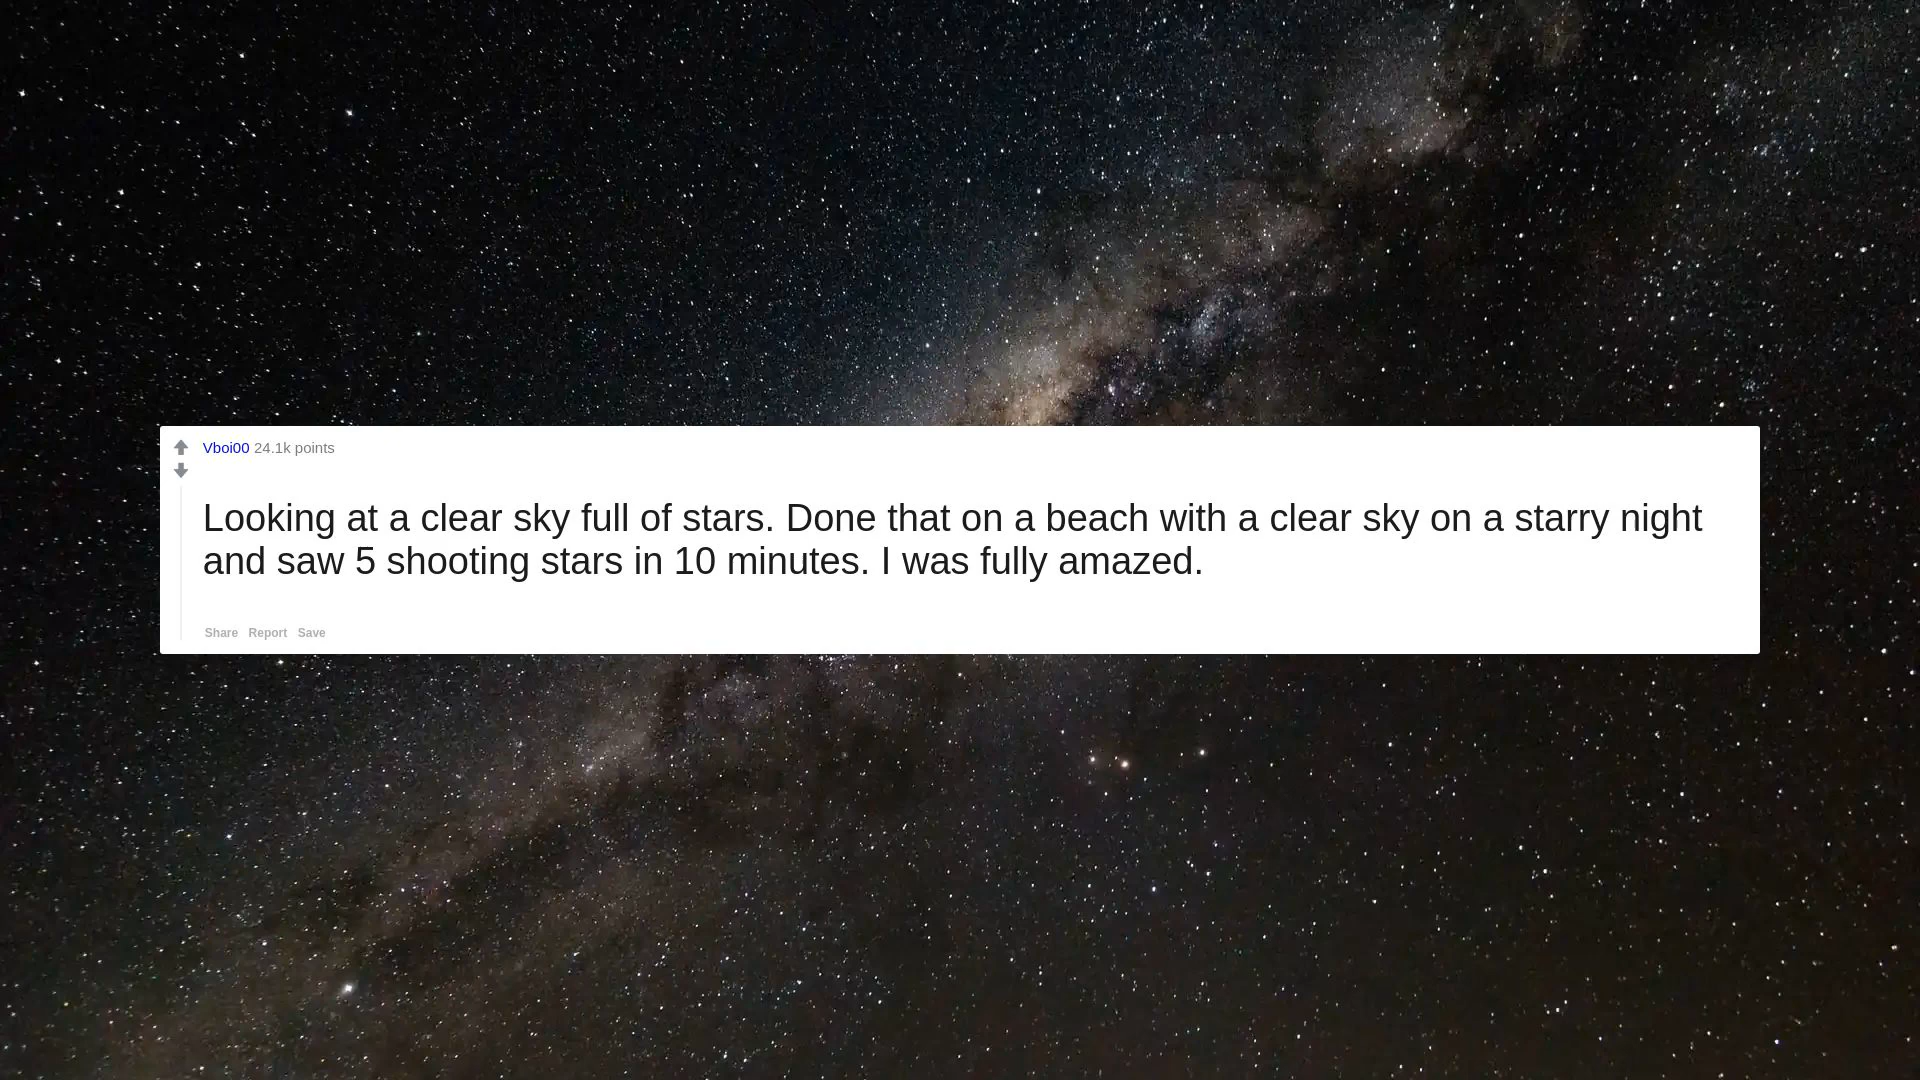 Vboi00 24.1k points
Looking at a clear sky full of stars. Done that on a beach with a clear sky on a starry night
and saw 5 shooting stars in 10 minutes. I was fully amazed.
Share Report Save